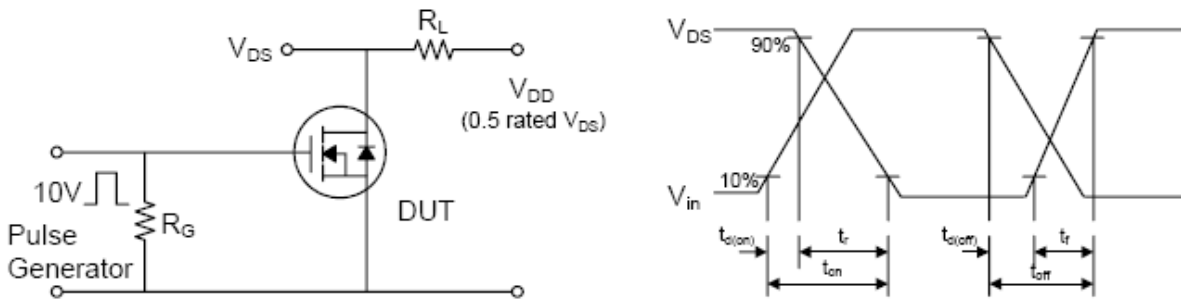 R_L
V_DS
V_DD
(0.5 rated V_DS)
10V
R_G
DUT
Pulse
Generator
V_DS
90%
V_in
10%
t_d(on)
t_r
t_d(off)
t_f
t_on
t_off